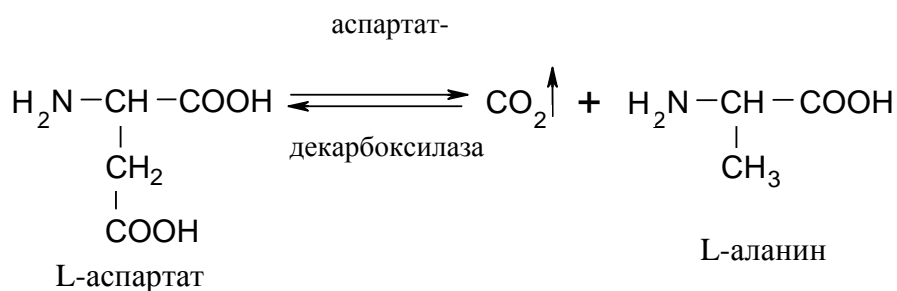 аспартат-
H₂N–CH–COOH ⇌ CO₂↑ + H₂N–CH–COOH
декарбоксилаза
CH₂ CH₃
COOH
L-аспартат L-аланин